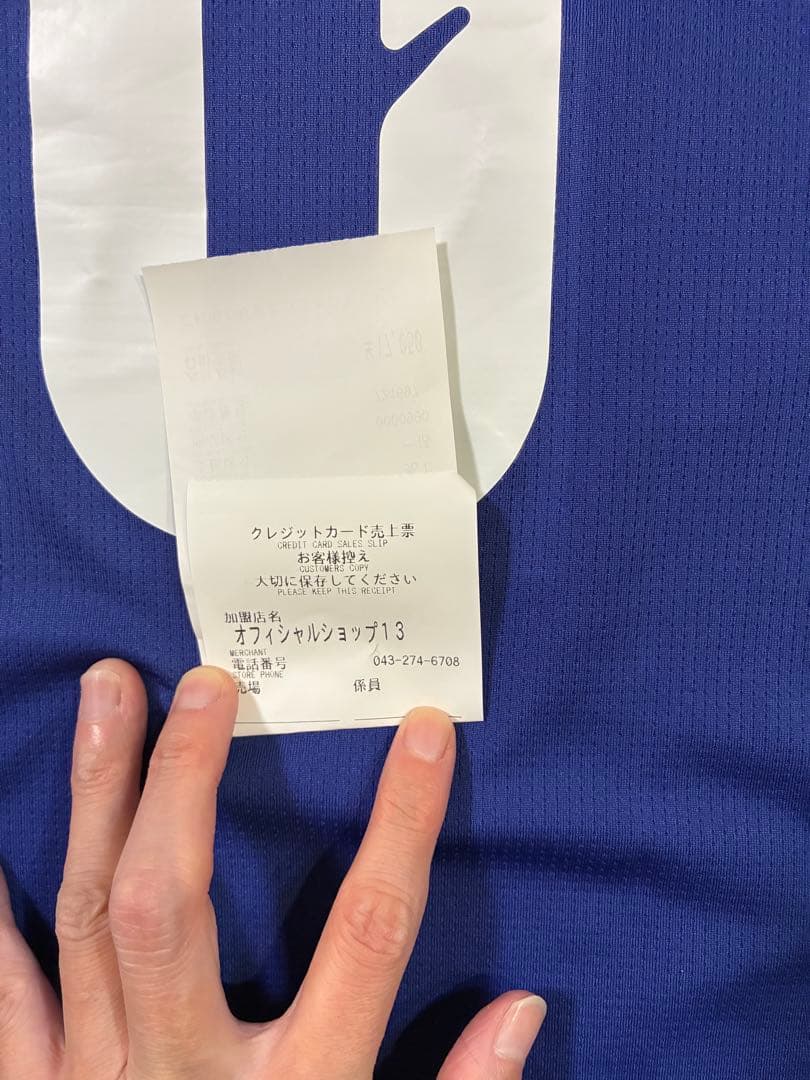 クレジットカード売上票
CREDIT CARD SALES SLIP
お客様控え
CUSTOMERS COPY
大切に保存してください
PLEASE KEEP THIS RECEIPT
加盟店名
オフィシャルショップ13
MERCHANT
電話番号 043-274-6708
STORE PHONE
売場 係員